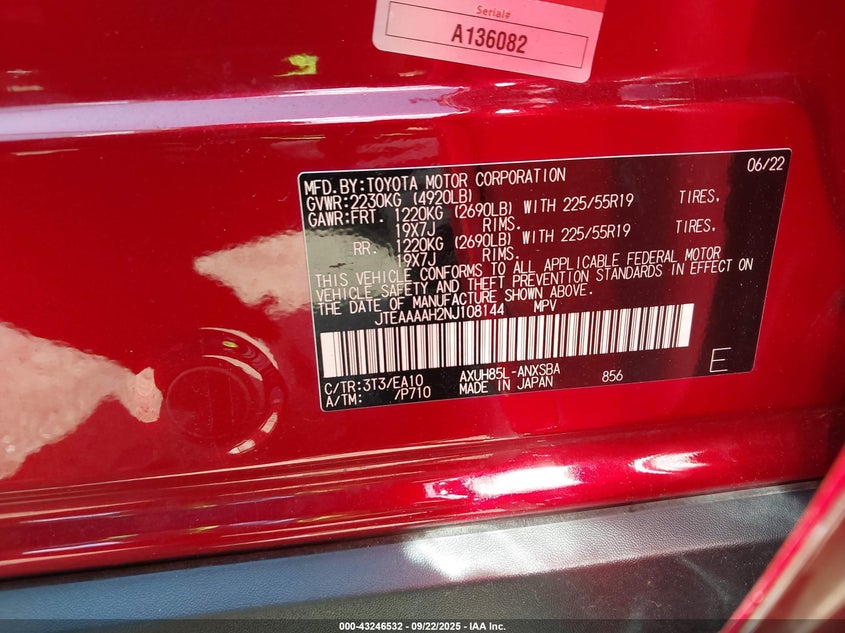 Serial#
A136082
06/22
MFD.BY:TOYOTA MOTOR CORPORATION
GVWR:2230KG (4920LB)
GAWR:FRT. 1220KG (2690LB) WITH 225/55R19 TIRES,
19X7J RIMS.
RR. 1220KG (2690LB) WITH 225/55R19 TIRES,
19X7J RIMS.
THIS VEHICLE CONFORMS TO ALL APPLICABLE FEDERAL MOTOR
VEHICLE SAFETY AND THEFT PREVENTION STANDARDS IN EFFECT ON
THE DATE OF MANUFACTURE SHOWN ABOVE.
JTEAAAAH2NJ108144 MPV
C/TR:3T3/EA10 AXUH85L-ANXSBA 856 E
A/TM: /P710 MADE IN JAPAN
000-43246532 - 09/22/2025 - IAA Inc.